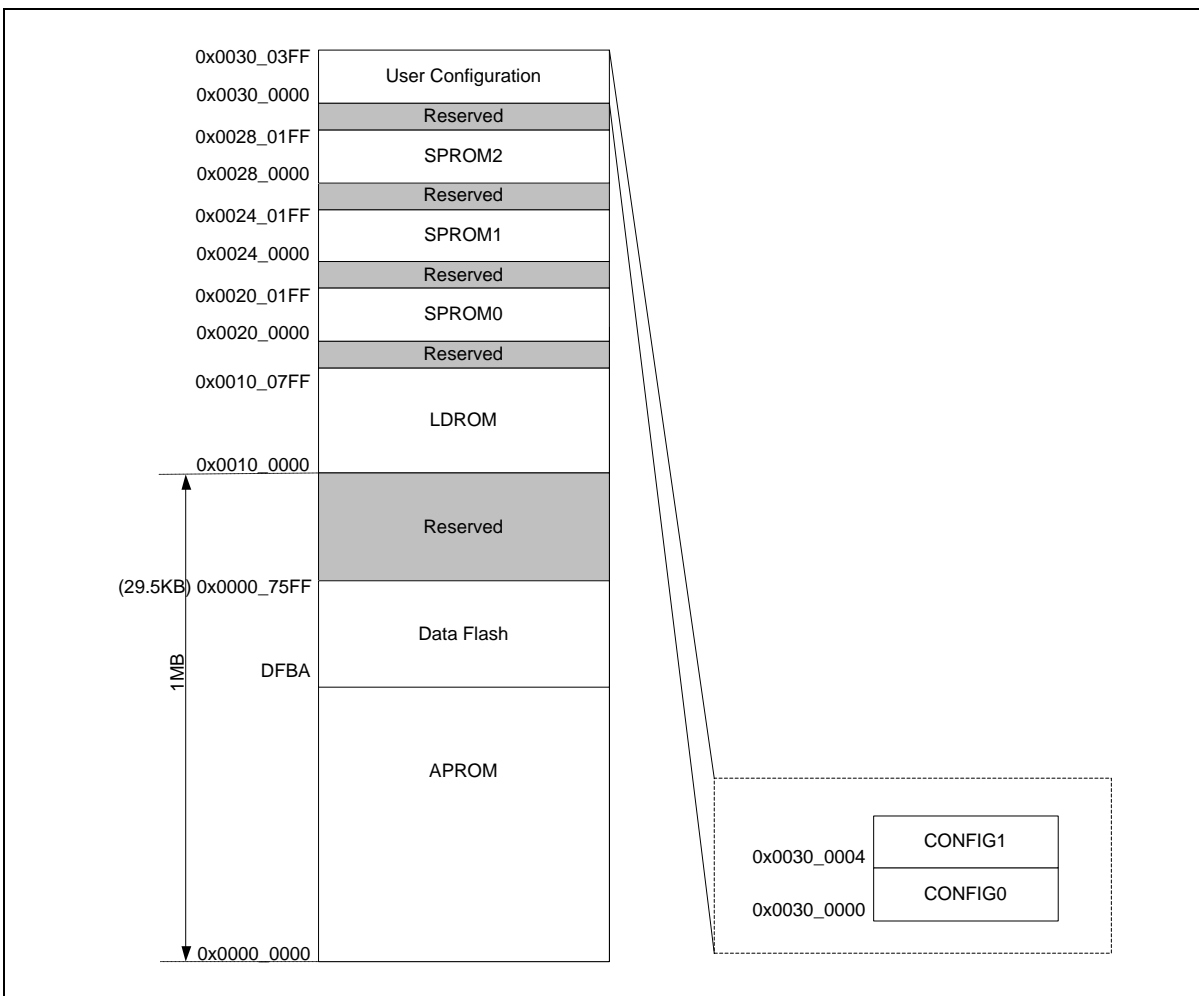 0x0030_03FF
User Configuration
0x0030_0000
Reserved
0x0028_01FF
SPROM2
0x0028_0000
Reserved
0x0024_01FF
SPROM1
0x0024_0000
Reserved
0x0020_01FF
SPROM0
0x0020_0000
Reserved
0x0010_07FF
LDROM
0x0010_0000
Reserved
(29.5KB) 0x0000_75FF
Data Flash
1MB
DFBA
APROM
0x0000_0000
CONFIG1
0x0030_0004
CONFIG0
0x0030_0000